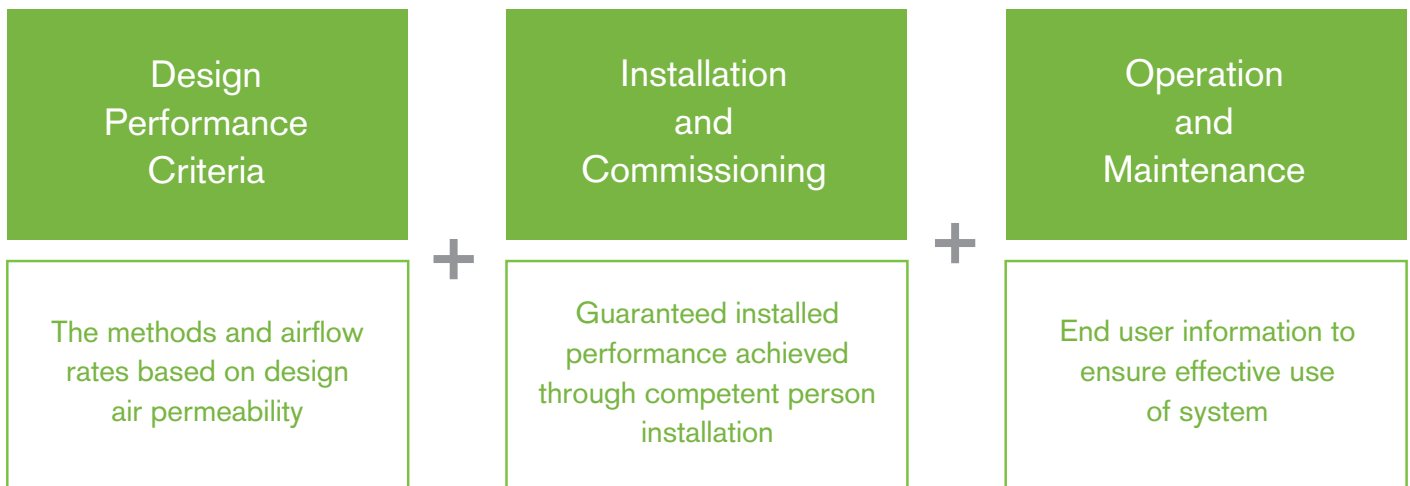 Design
Performance
Criteria
The methods and airflow
rates based on design
air permeability
+
Installation
and
Commissioning
Guaranteed installed
performance achieved
through competent person
installation
+
Operation
and
Maintenance
End user information to
ensure effective use
of system